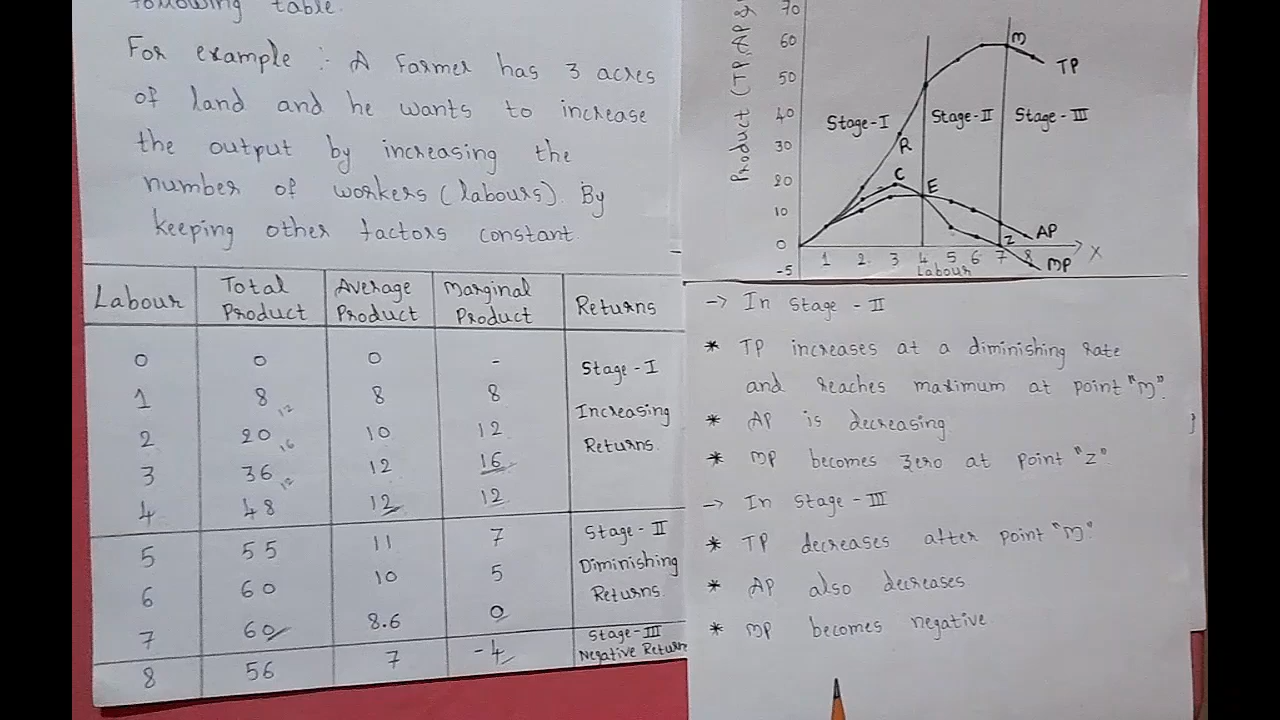 following table.
For example :- A Farmer has 3 acres
of land and he wants to increase
the output by increasing the
number of workers (labours). By
keeping other factors constant.
Labour Total Product Average Product Marginal Product Returns
0 0 0 - Stage-I
1 8 8 8 Increasing
12
2 20 10 12 Returns.
16
3 36 12 16
12
4 48 12 12
5 55 11 7 Stage-II
6 60 10 5 Diminishing Returns.
7 60 8.6 0 Stage-III
8 56 7 -4 Negative Return
Product (TP, AP &
70
60
50
40
30
20
10
0
-5
M
TP
Stage-I Stage-II Stage-III
R
C
E
Z
AP
MP
1 2 3 4 5 6 7 8 X
Labour
-> In Stage - II
* TP increases at a diminishing rate
and reaches maximum at point "M".
* AP is decreasing.
* MP becomes zero at point "z".
-> In Stage - III
* TP decreases after point "M".
* AP also decreases.
* MP becomes negative.